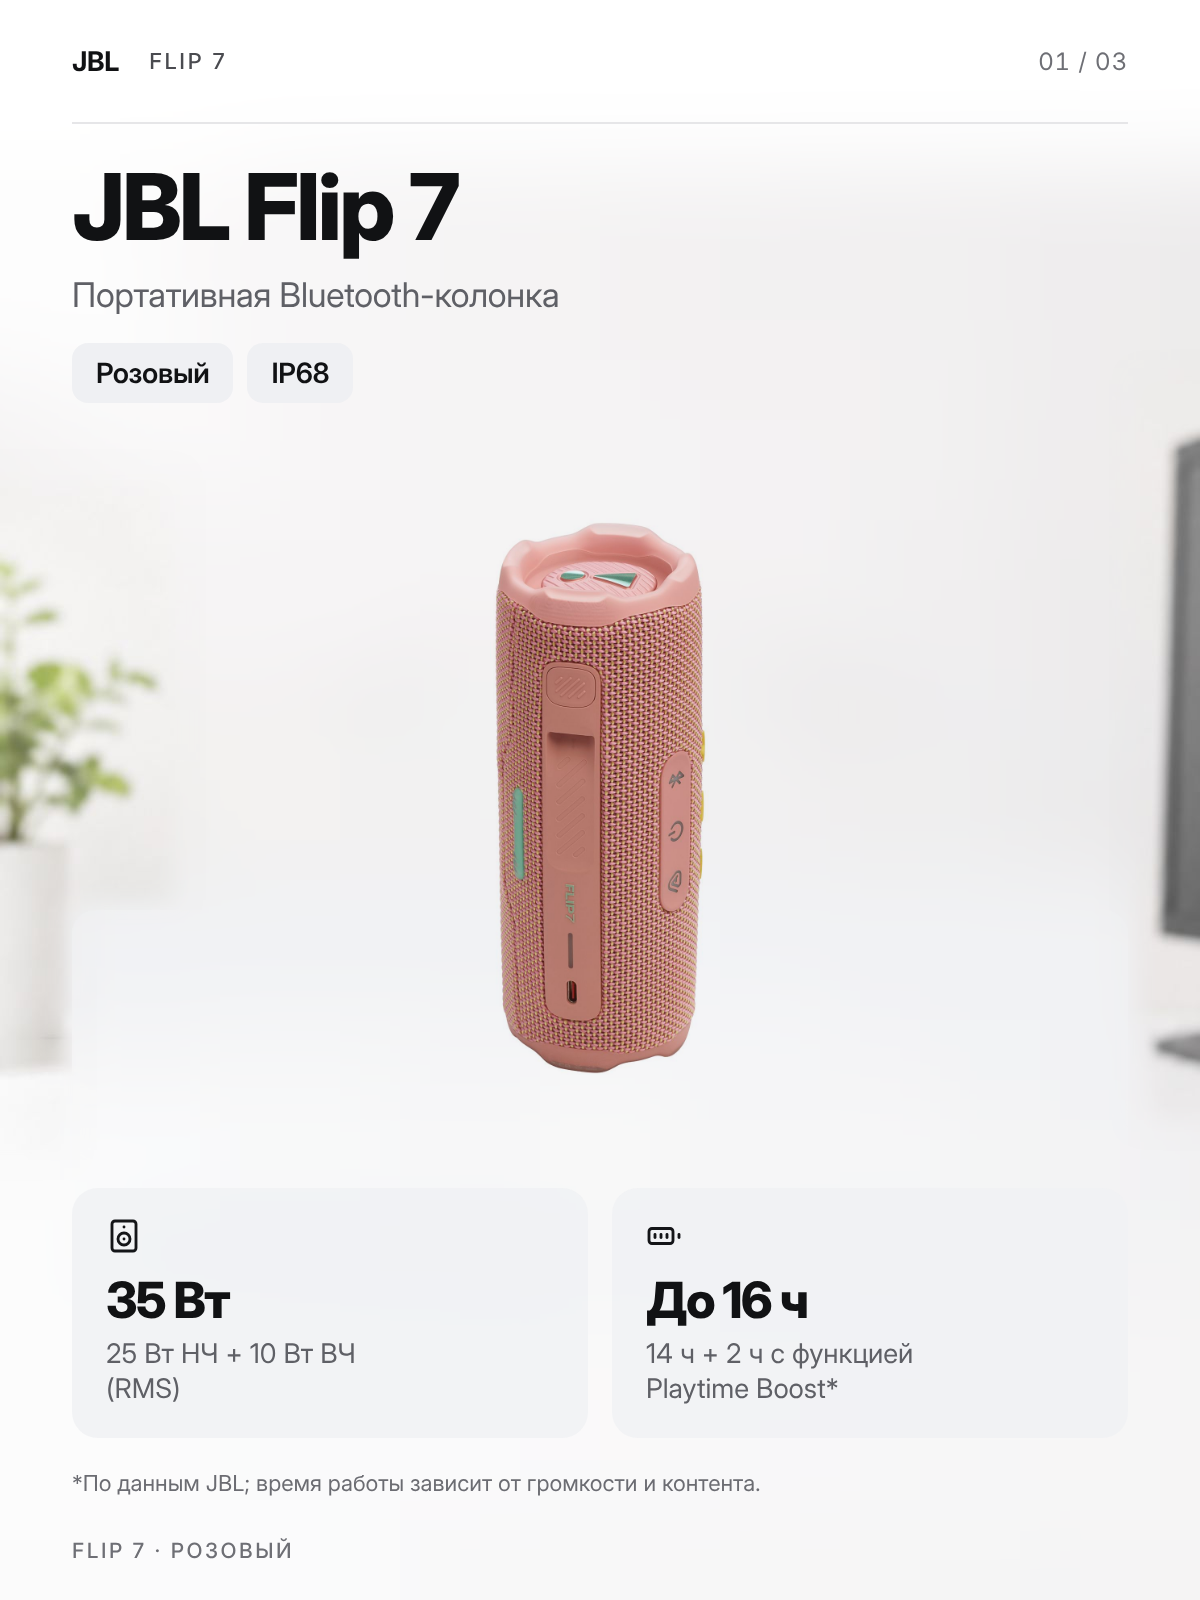 JBL FLIP 7
01 / 03
JBL Flip 7
Портативная Bluetooth-колонка
Розовый
IP68
FLIP7
35 Вт
25 Вт НЧ + 10 Вт ВЧ
(RMS)
До 16 ч
14 ч + 2 ч с функцией
Playtime Boost*
*По данным JBL; время работы зависит от громкости и контента.
FLIP 7 · РОЗОВЫЙ